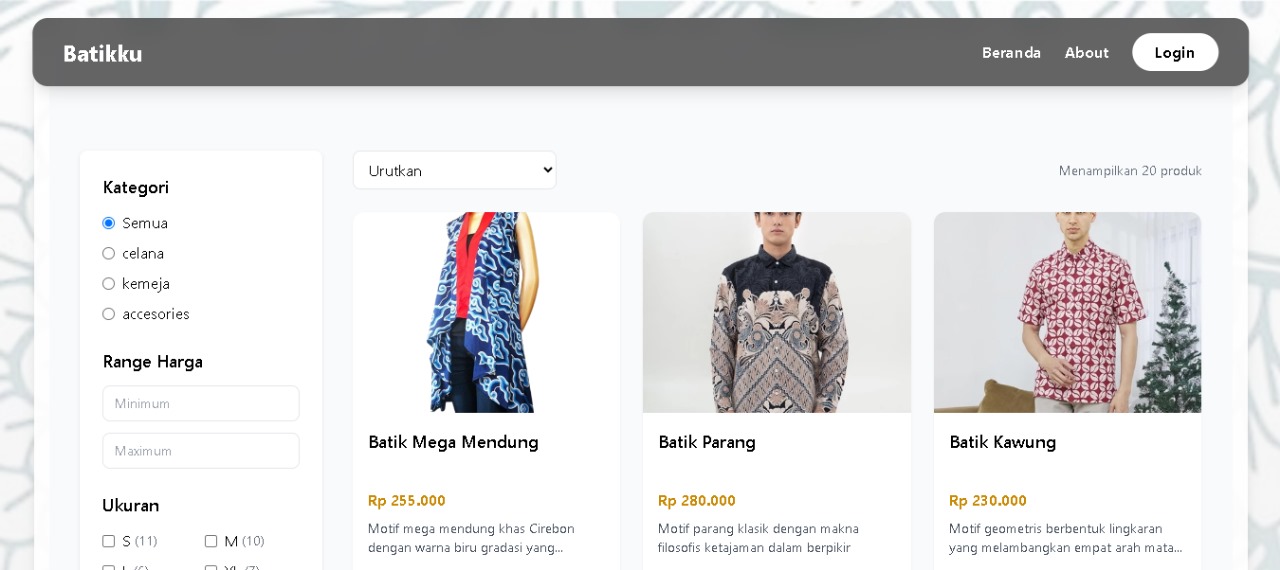 Batikku
Beranda
About
Login
Kategori
Semua
celana
kemeja
accesories
Range Harga
Minimum
Maximum
Ukuran
S (11)
M (10)
Urutkan
Menampilkan 20 produk
Batik Mega Mendung
Rp 255.000
Motif mega mendung khas Cirebon
dengan warna biru gradasi yang...
Batik Parang
Rp 280.000
Motif parang klasik dengan makna
filosofis ketajaman dalam berpikir
Batik Kawung
Rp 230.000
Motif geometris berbentuk lingkaran
yang melambangkan empat arah mata...